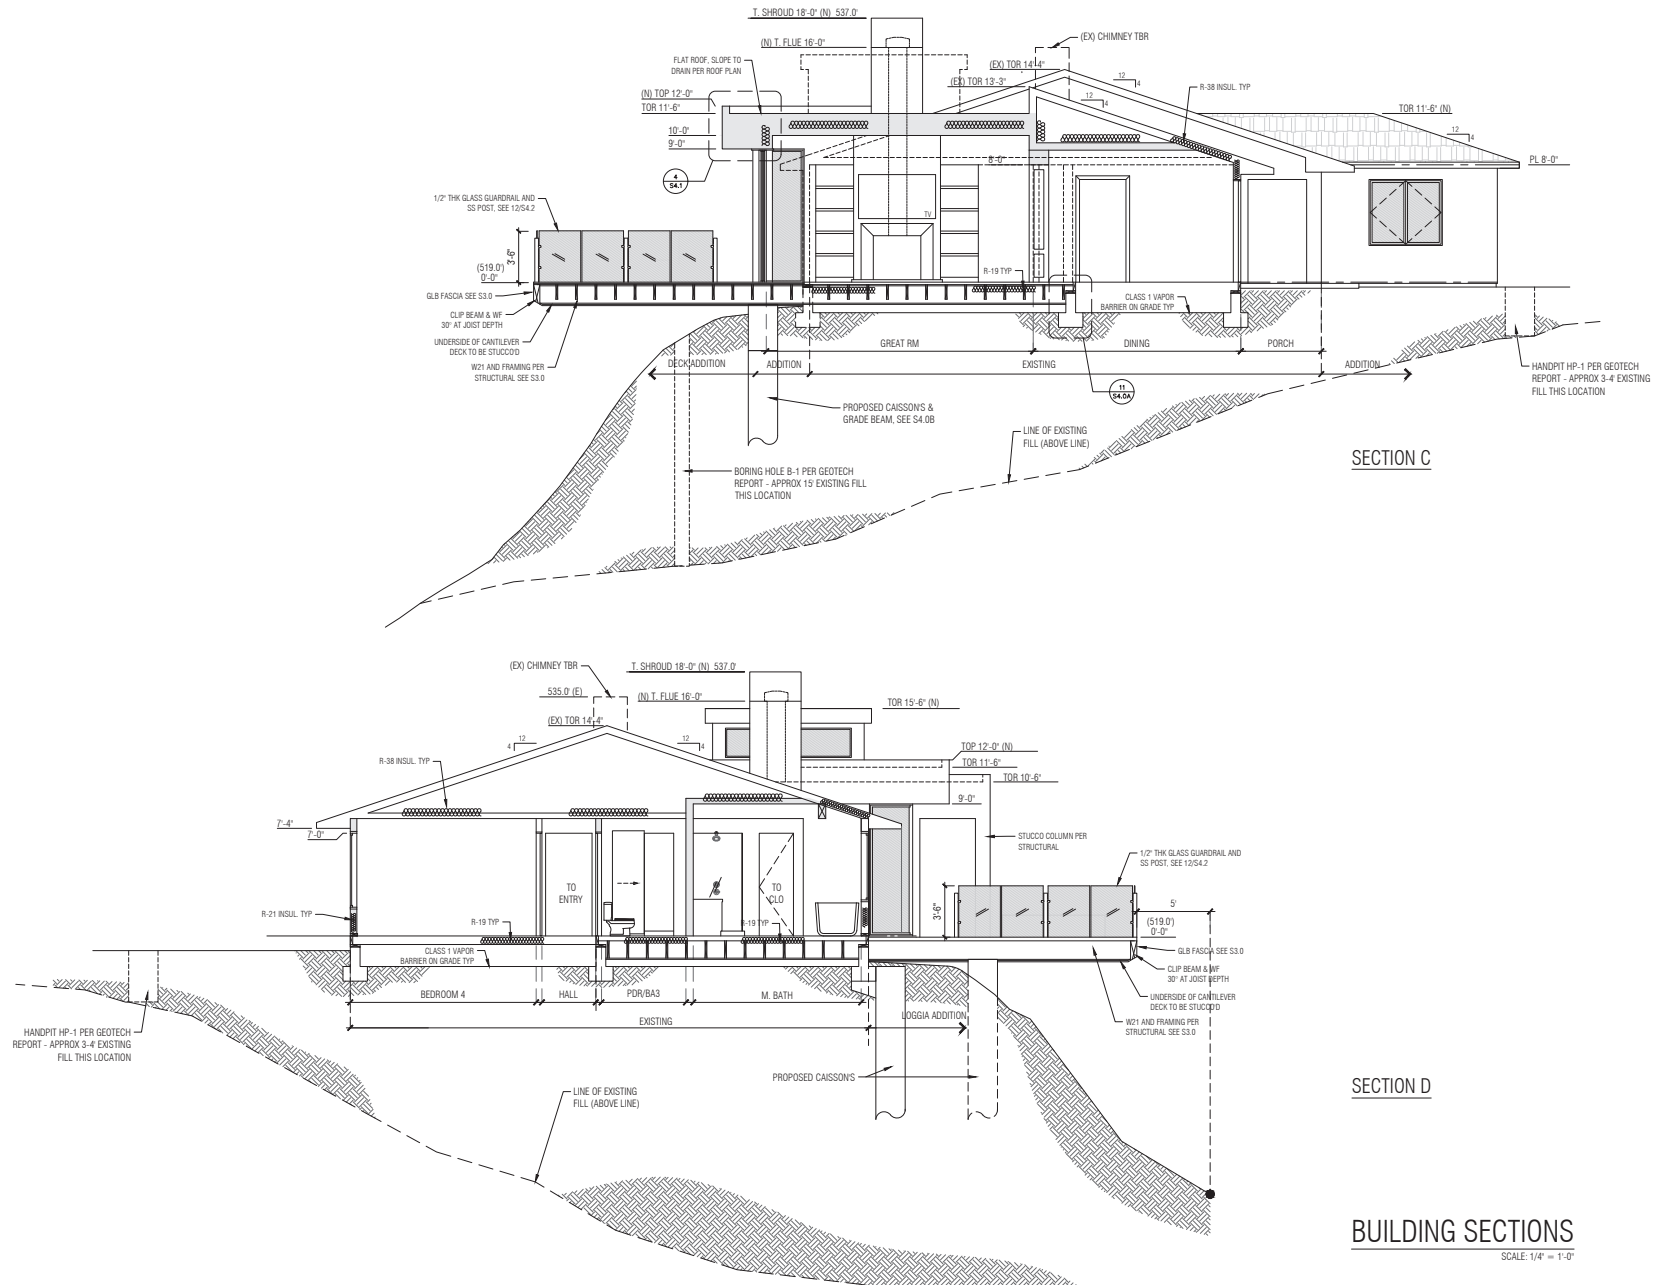 T. SHROUD 18'-0" (N) 537.0'
(N) T. FLUE 16'-0"
(EX) CHIMNEY TBR
FLAT ROOF, SLOPE TO
DRAIN PER ROOF PLAN
(EX) TOR 14'-4"
(EX) TOR 13'-3"
12
4
12
4
R-38 INSUL. TYP
(N) TOP 12'-0"
TOR 11'-6"
TOR 11'-6" (N)
10'-0"
9'-0"
12
4
8'-0"
PL 8'-0"
4
S4.1
1/2" THK GLASS GUARDRAIL AND
SS POST, SEE 12/S4.2
TV
3'-6"
(519.0')
0'-0"
R-19 TYP
GLB FASCIA SEE S3.0
CLASS 1 VAPOR
BARRIER ON GRADE TYP
CLIP BEAM & WF
30° AT JOIST DEPTH
UNDERSIDE OF CANTILEVER
DECK TO BE STUCCO'D
W21 AND FRAMING PER
STRUCTURAL SEE S3.0
GREAT RM
DINING
PORCH
DECK ADDITION
ADDITION
EXISTING
ADDITION
HANDPIT HP-1 PER GEOTECH
REPORT - APPROX 3-4' EXISTING
FILL THIS LOCATION
11
S4.0A
PROPOSED CAISSON'S &
GRADE BEAM, SEE S4.0B
LINE OF EXISTING
FILL (ABOVE LINE)
BORING HOLE B-1 PER GEOTECH
REPORT - APPROX 15' EXISTING FILL
THIS LOCATION
SECTION C
(EX) CHIMNEY TBR
T. SHROUD 18'-0" (N) 537.0'
535.0' (E)
(N) T. FLUE 16'-0"
TOR 15'-6" (N)
(EX) TOR 14'-4"
12
4
12
4
TOP 12'-0" (N)
TOR 11'-6"
TOR 10'-6"
R-38 INSUL. TYP
9'-0"
7'-4"
7'-0"
STUCCO COLUMN PER
STRUCTURAL
1/2" THK GLASS GUARDRAIL AND
SS POST, SEE 12/S4.2
TO
ENTRY
TO
CLO
3'-6"
5'
R-21 INSUL. TYP
R-19 TYP
R-19 TYP
(519.0')
0'-0"
CLASS 1 VAPOR
BARRIER ON GRADE TYP
GLB FASCIA SEE S3.0
CLIP BEAM & WF
30° AT JOIST DEPTH
BEDROOM 4
HALL
PDR/BA3
M. BATH
UNDERSIDE OF CANTILEVER
DECK TO BE STUCCO'D
EXISTING
LOGGIA ADDITION
W21 AND FRAMING PER
STRUCTURAL SEE S3.0
HANDPIT HP-1 PER GEOTECH
REPORT - APPROX 3-4' EXISTING
FILL THIS LOCATION
PROPOSED CAISSON'S
LINE OF EXISTING
FILL (ABOVE LINE)
SECTION D
BUILDING SECTIONS
SCALE: 1/4" = 1'-0"